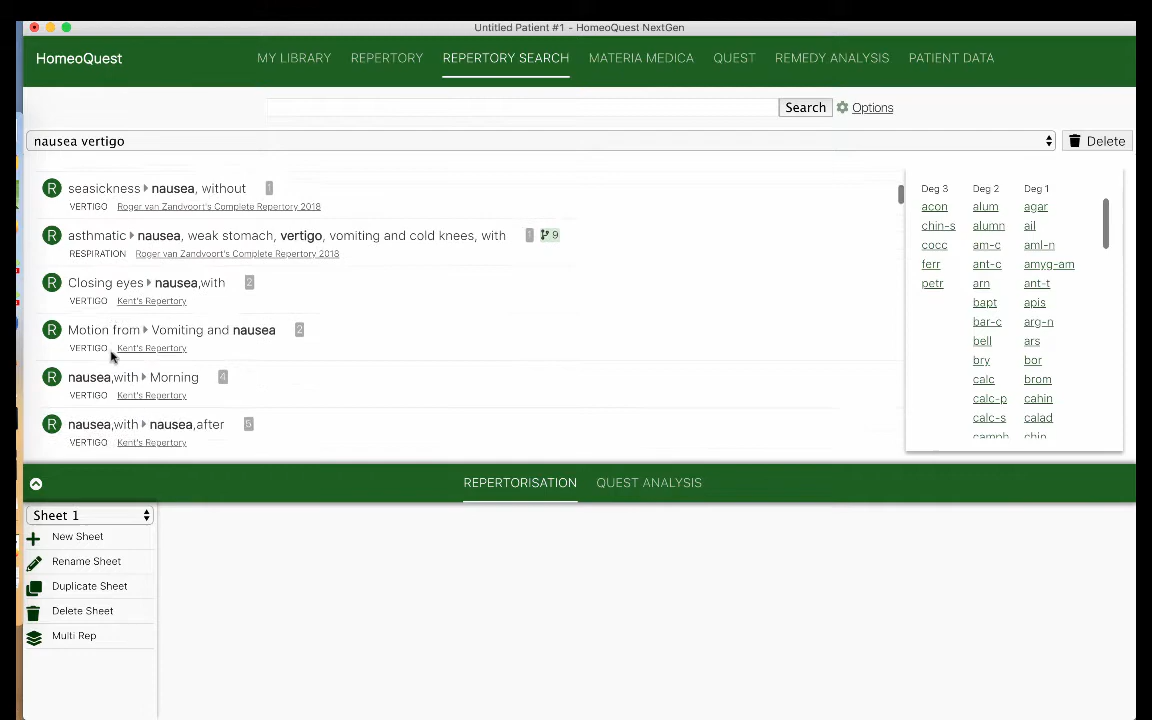 Untitled Patient #1 - HomeoQuest NextGen
HomeoQuest MY LIBRARY REPERTORY REPERTORY SEARCH MATERIA MEDICA QUEST REMEDY ANALYSIS PATIENT DATA
Search Options
nausea vertigo Delete
seasickness nausea, without 1
VERTIGO Roger van Zandvoort's Complete Repertory 2018
asthmatic nausea, weak stomach, vertigo, vomiting and cold knees, with 1 9
RESPIRATION Roger van Zandvoort's Complete Repertory 2018
Closing eyes nausea,with 2
VERTIGO Kent's Repertory
Motion from Vomiting and nausea 2
VERTIGO Kent's Repertory
nausea,with Morning 4
VERTIGO Kent's Repertory
nausea,with nausea,after 5
VERTIGO Kent's Repertory
Deg 3 Deg 2 Deg 1
acon alum agar
chin-s alumn ail
cocc am-c aml-n
ferr ant-c amyg-am
petr arn ant-t
bapt apis
bar-c arg-n
bell ars
bry bor
calc brom
calc-p cahin
calc-s calad
camph chin
REPERTORISATION QUEST ANALYSIS
Sheet 1
New Sheet
Rename Sheet
Duplicate Sheet
Delete Sheet
Multi Rep